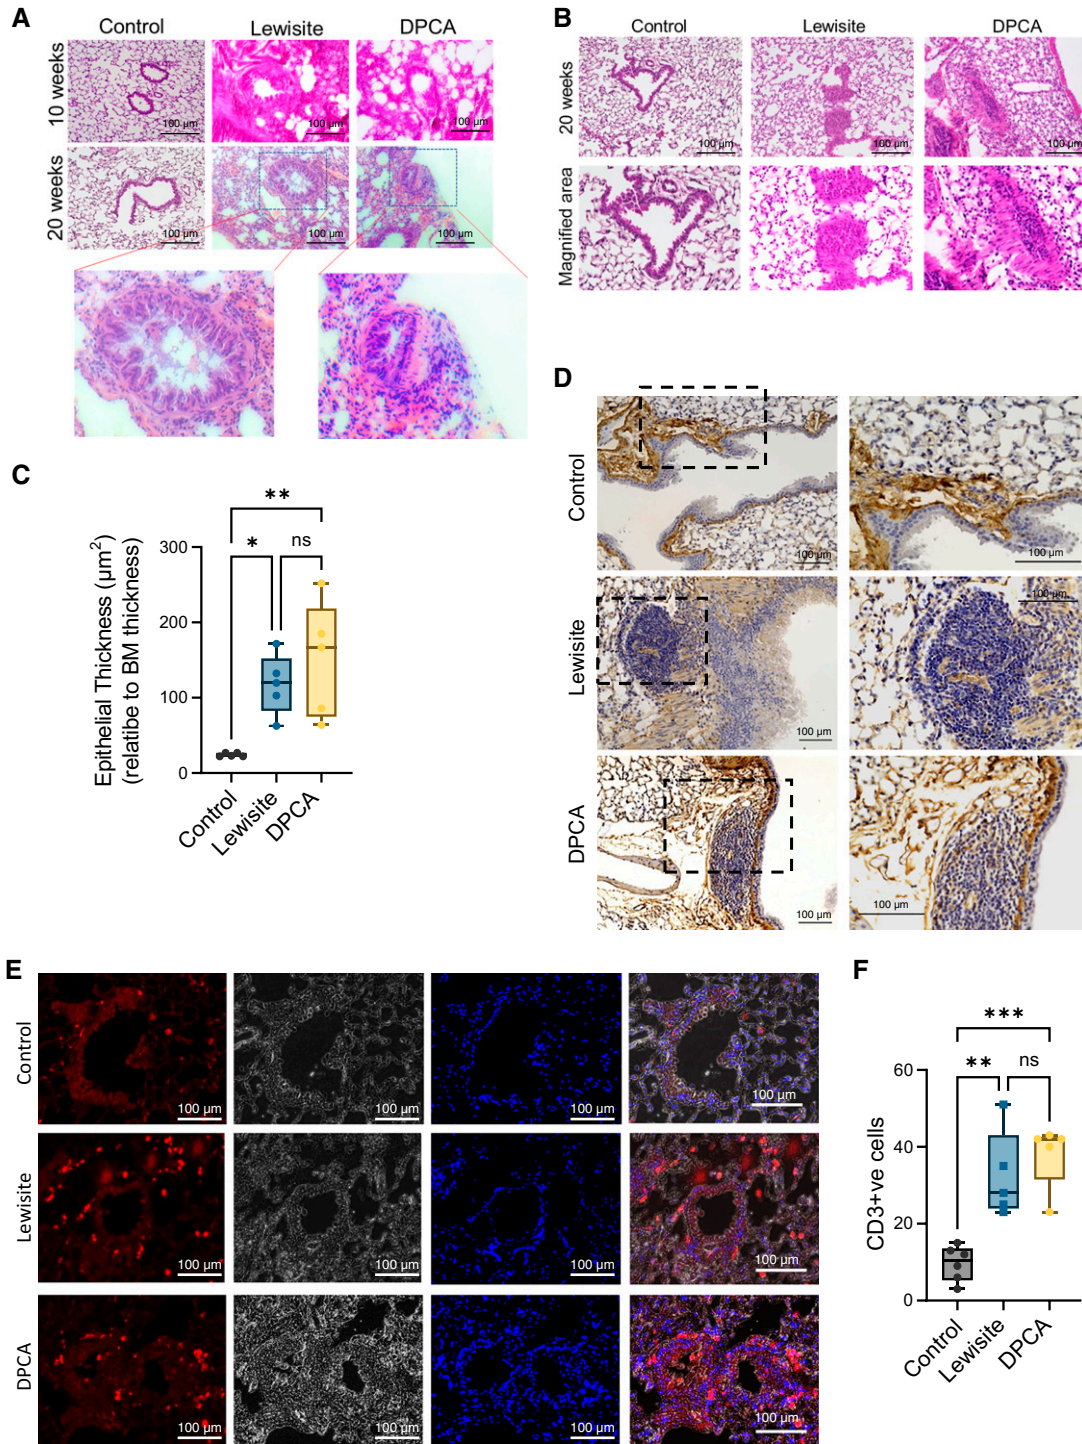 A
Control
Lewisite
DPCA
10 weeks
100 μm
100 μm
100 μm
20 weeks
100 μm
100 μm
100 μm
B
Control
Lewisite
DPCA
20 weeks
100 μm
100 μm
100 μm
Magnified area
C
** 
* ns
300
200
100
0
Epithelial Thickness (μm²)
(relatibe to BM thickness)
Control
Lewisite
DPCA
D
Control
100 μm
100 μm
Lewisite
100 μm
100 μm
DPCA
100 μm
100 μm
E
Control
100 μm
100 μm
100 μm
100 μm
Lewisite
100 μm
100 μm
100 μm
100 μm
DPCA
100 μm
100 μm
100 μm
100 μm
F
***
** ns
60
40
20
0
CD3+ve cells
Control
Lewisite
DPCA